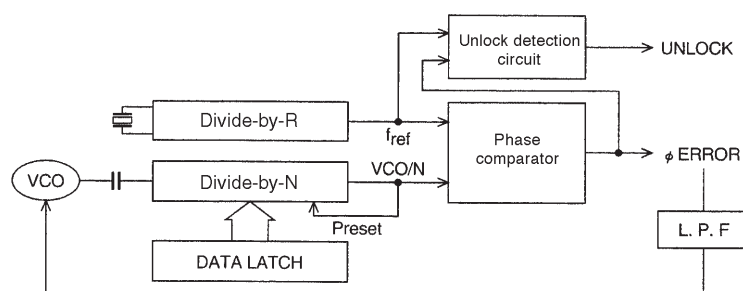 Unlock detection
circuit
UNLOCK
Divide-by-R
fref
Phase
comparator
VCO/N
φ ERROR
VCO
Divide-by-N
Preset
L. P. F
DATA LATCH